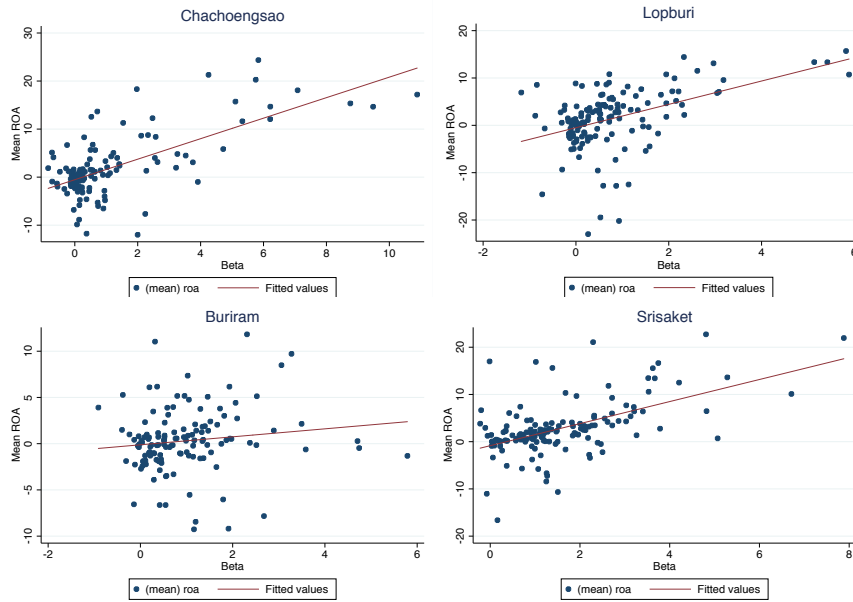 Chachoengsao
Mean ROA
30
20
10
0
-10
0
2
4
6
8
10
Beta
(mean) roa
Fitted values
Lopburi
Mean ROA
20
10
0
-10
-20
-2
0
2
4
6
Beta
(mean) roa
Fitted values
Buriram
Mean ROA
10
5
0
-5
-10
-2
0
2
4
6
Beta
(mean) roa
Fitted values
Srisaket
Mean ROA
20
10
0
-10
-20
0
2
4
6
8
Beta
(mean) roa
Fitted values